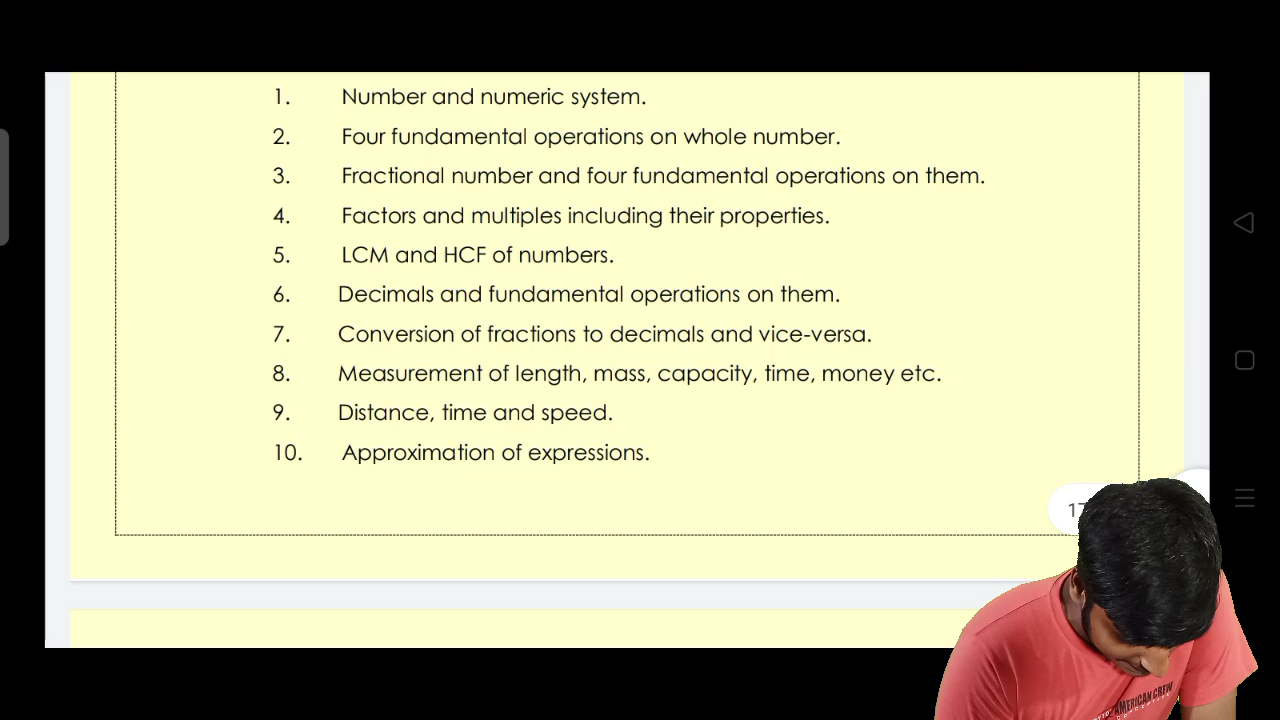 1. Number and numeric system.
2. Four fundamental operations on whole number.
3. Fractional number and four fundamental operations on them.
4. Factors and multiples including their properties.
5. LCM and HCF of numbers.
6. Decimals and fundamental operations on them.
7. Conversion of fractions to decimals and vice-versa.
8. Measurement of length, mass, capacity, time, money etc.
9. Distance, time and speed.
10. Approximation of expressions.
AMERICAN CREW